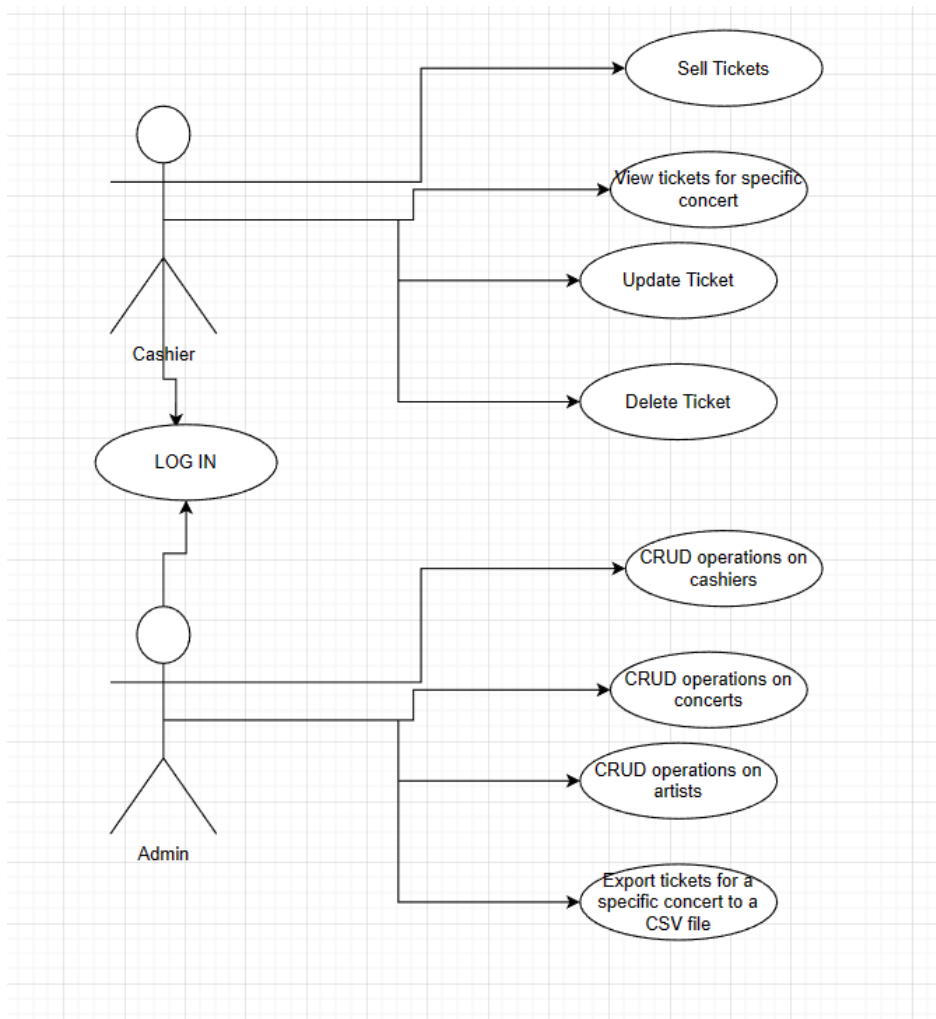 Sell Tickets
View tickets for specific
concert
Update Ticket
Cashier
Delete Ticket
LOG IN
CRUD operations on
cashiers
CRUD operations on
concerts
CRUD operations on
artists
Admin
Export tickets for a
specific concert to a
CSV file